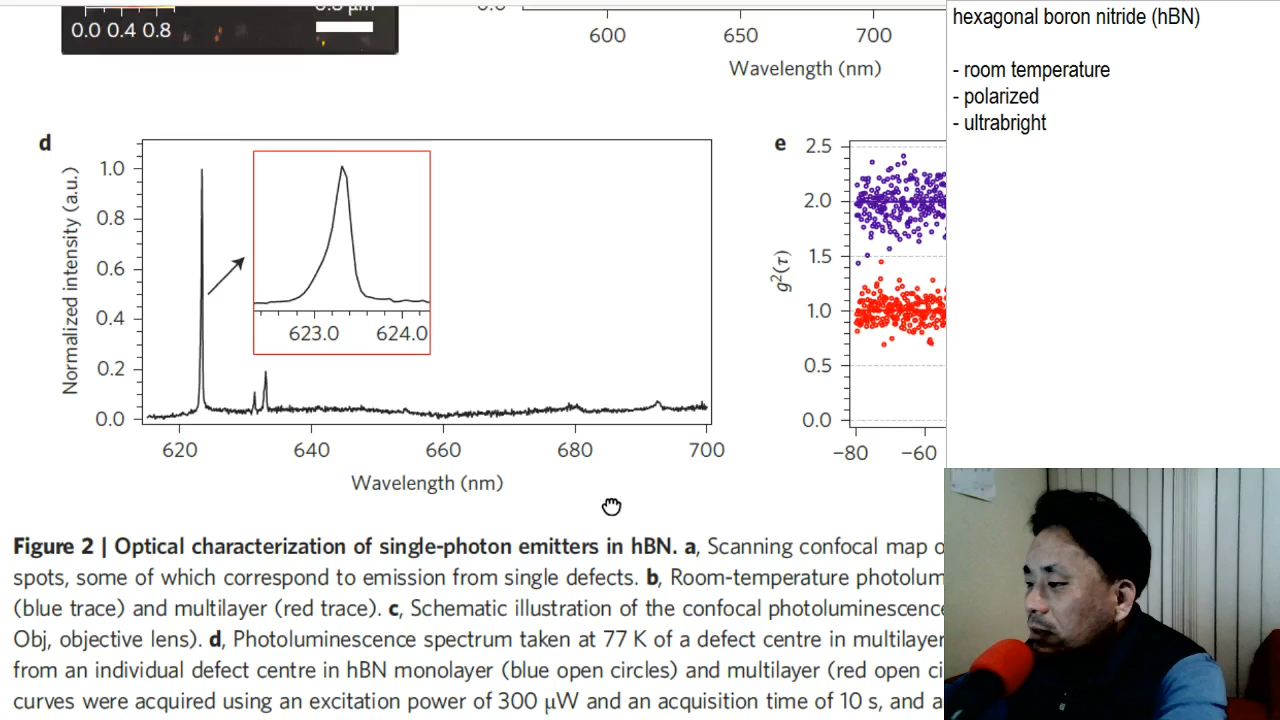 0.0 0.4 0.8
600 650 700
Wavelength (nm)
hexagonal boron nitride (hBN)
- room temperature
- polarized
- ultrabright
d
Normalized intensity (a.u.)
1.0
0.8
0.6
0.4
0.2
0.0
623.0 624.0
620 640 660 680 700
Wavelength (nm)
e
g²(τ)
2.5
2.0
1.5
1.0
0.5
0.0
−80 −60
Figure 2 | Optical characterization of single-photon emitters in hBN. a, Scanning confocal map
spots, some of which correspond to emission from single defects. b, Room-temperature photolum
(blue trace) and multilayer (red trace). c, Schematic illustration of the confocal photoluminescence
Obj, objective lens). d, Photoluminescence spectrum taken at 77 K of a defect centre in multilayer
from an individual defect centre in hBN monolayer (blue open circles) and multilayer (red open ci
curves were acquired using an excitation power of 300 μW and an acquisition time of 10 s, and a